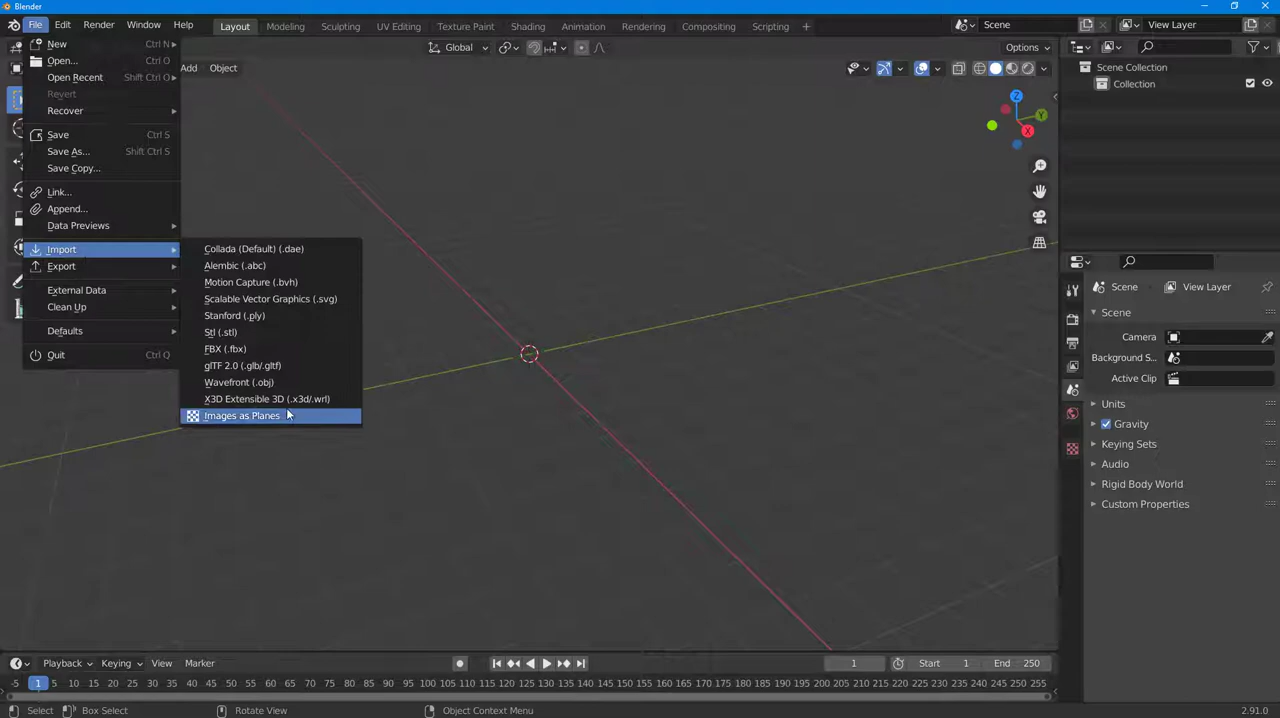 Blender
File Edit Render Window Help Layout Modeling Sculpting UV Editing Texture Paint Shading Animation Rendering Compositing Scripting + Scene View Layer
Global Options
Add Object
New Ctrl N
Open... Ctrl O
Open Recent Shift Ctrl O
Revert
Recover
Save Ctrl S
Save As... Shift Ctrl S
Save Copy...
Link...
Append...
Data Previews
Import
Export
External Data
Clean Up
Defaults
Quit Ctrl Q
Collada (Default) (.dae)
Alembic (.abc)
Motion Capture (.bvh)
Scalable Vector Graphics (.svg)
Stanford (.ply)
Stl (.stl)
FBX (.fbx)
glTF 2.0 (.glb/.gltf)
Wavefront (.obj)
X3D Extensible 3D (.x3d/.wrl)
Images as Planes
Z
Y
X
Scene Collection
Collection
Scene View Layer
Scene
Camera
Background S...
Active Clip
Units
Gravity
Keying Sets
Audio
Rigid Body World
Custom Properties
Playback Keying View Marker 1 Start 1 End 250
-5 1 5 10 15 20 25 30 35 40 45 50 55 60 65 70 75 80 85 90 95 100 105 110 115 120 125 130 135 140 145 150 155 160 165 170 175 180 185 190 195 200 205 210 215 220 225 230 235 240 245 250 255
Select Box Select Rotate View Object Context Menu 2.91.0